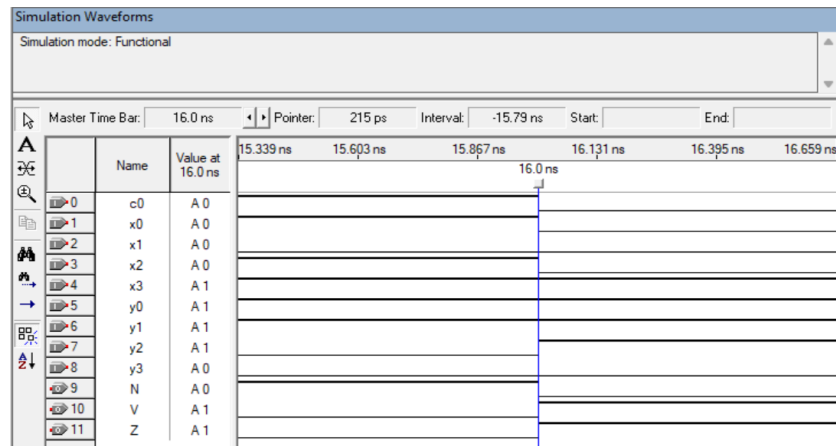 Simulation Waveforms
Simulation mode: Functional
Master Time Bar: 16.0 ns Pointer: 215 ps Interval: -15.79 ns Start: End:
Name Value at 16.0 ns 15.339 ns 15.603 ns 15.867 ns 16.131 ns 16.395 ns 16.659 ns
16.0 ns
0 c0 A 0
1 x0 A 0
2 x1 A 0
3 x2 A 0
4 x3 A 1
5 y0 A 1
6 y1 A 1
7 y2 A 1
8 y3 A 0
9 N A 0
10 V A 1
11 Z A 1